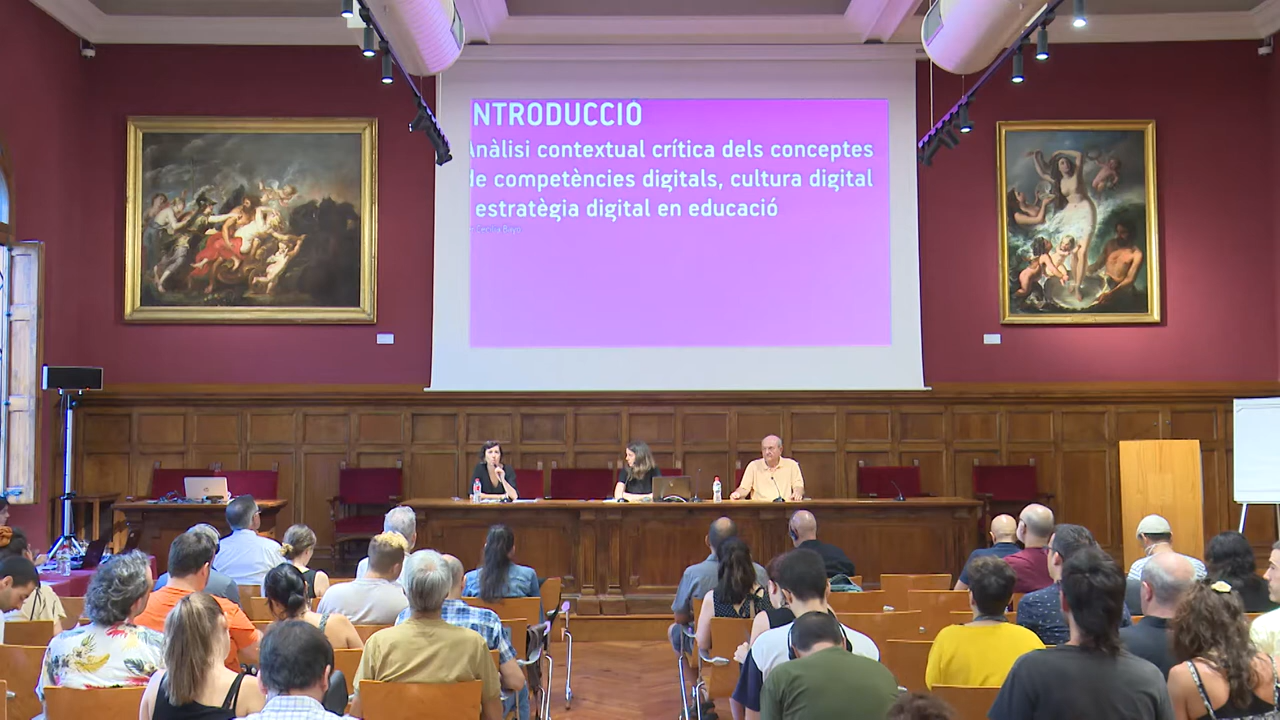 NTRODUCCIÓ
Anàlisi contextual crítica dels conceptes
de competències digitals, cultura digital
estratègia digital en educació